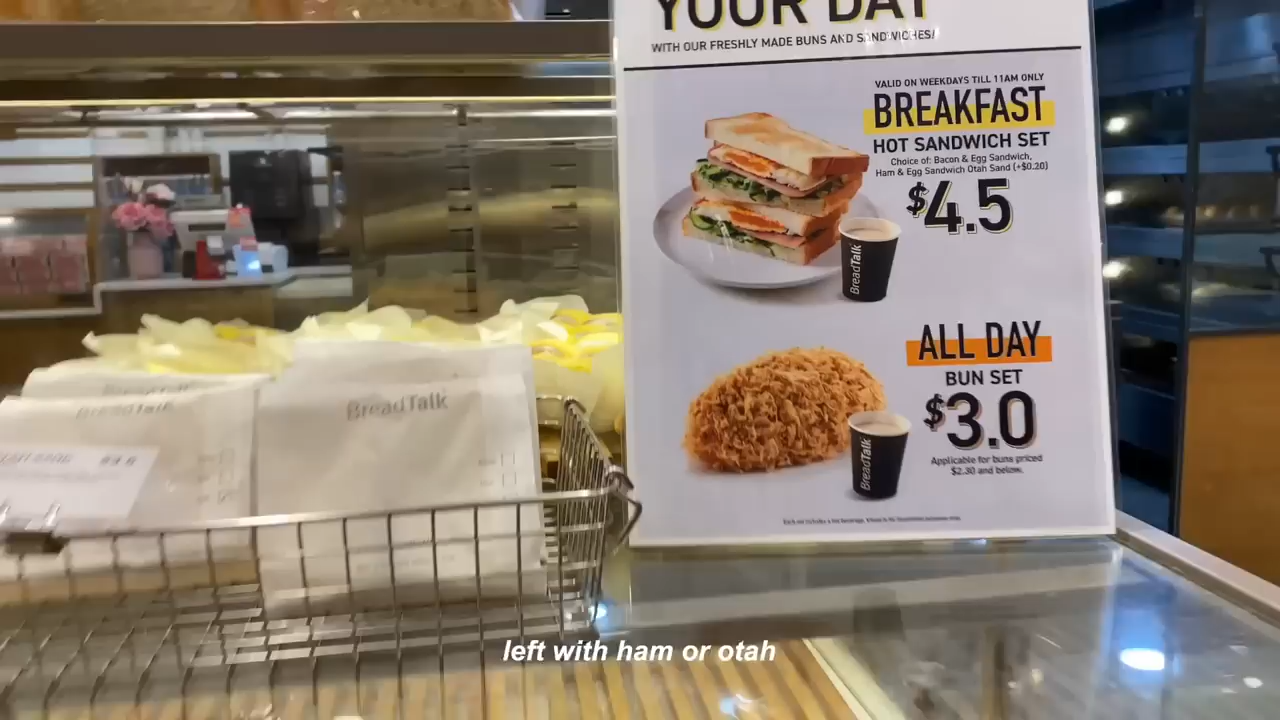 YOUR DAY
WITH OUR FRESHLY MADE BUNS AND SANDWICHES!
VALID ON WEEKDAYS TILL 11AM ONLY
BREAKFAST
HOT SANDWICH SET
Choice of: Bacon & Egg Sandwich,
Ham & Egg Sandwich Otah Sand (+$0.20)
$4.5
BreadTalk
ALL DAY
BUN SET
$3.0
Applicable for buns priced
$2.30 and below.
BreadTalk
BreadTalk
BreadTalk
BreadTalk
left with ham or otah